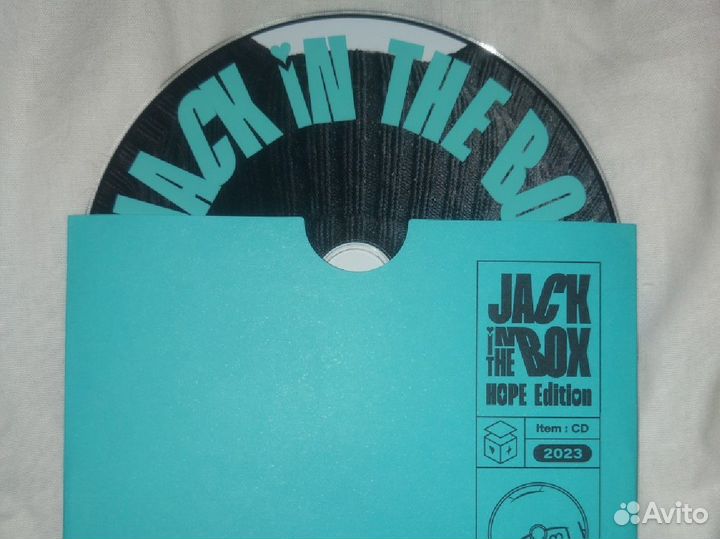 JACK iN THE BO
JACK
iN THE BOX
HOPE Edition
Item : CD
2023
Avito